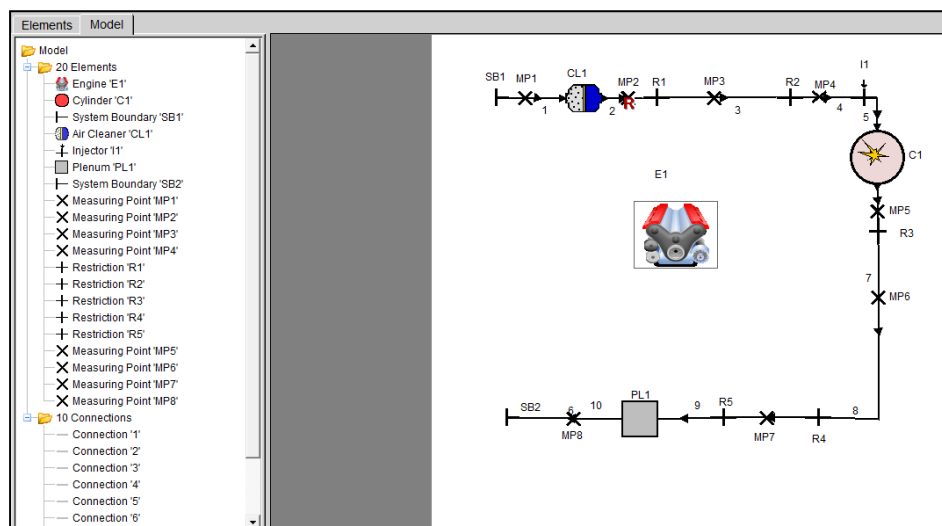 Elements Model
Model
20 Elements
Engine 'E1'
Cylinder 'C1'
System Boundary 'SB1'
Air Cleaner 'CL1'
Injector 'I1'
Plenum 'PL1'
System Boundary 'SB2'
Measuring Point 'MP1'
Measuring Point 'MP2'
Measuring Point 'MP3'
Measuring Point 'MP4'
Restriction 'R1'
Restriction 'R2'
Restriction 'R3'
Restriction 'R4'
Restriction 'R5'
Measuring Point 'MP5'
Measuring Point 'MP6'
Measuring Point 'MP7'
Measuring Point 'MP8'
10 Connections
Connection '1'
Connection '2'
Connection '3'
Connection '4'
Connection '5'
Connection '6'
SB1 MP1 CL1 MP2 R1 MP3 R2 MP4 I1
1 2 R 3 4 5
C1
E1
MP5
R3
7
MP6
PL1
SB2 6 10 9 R5 8
MP8 MP7 R4